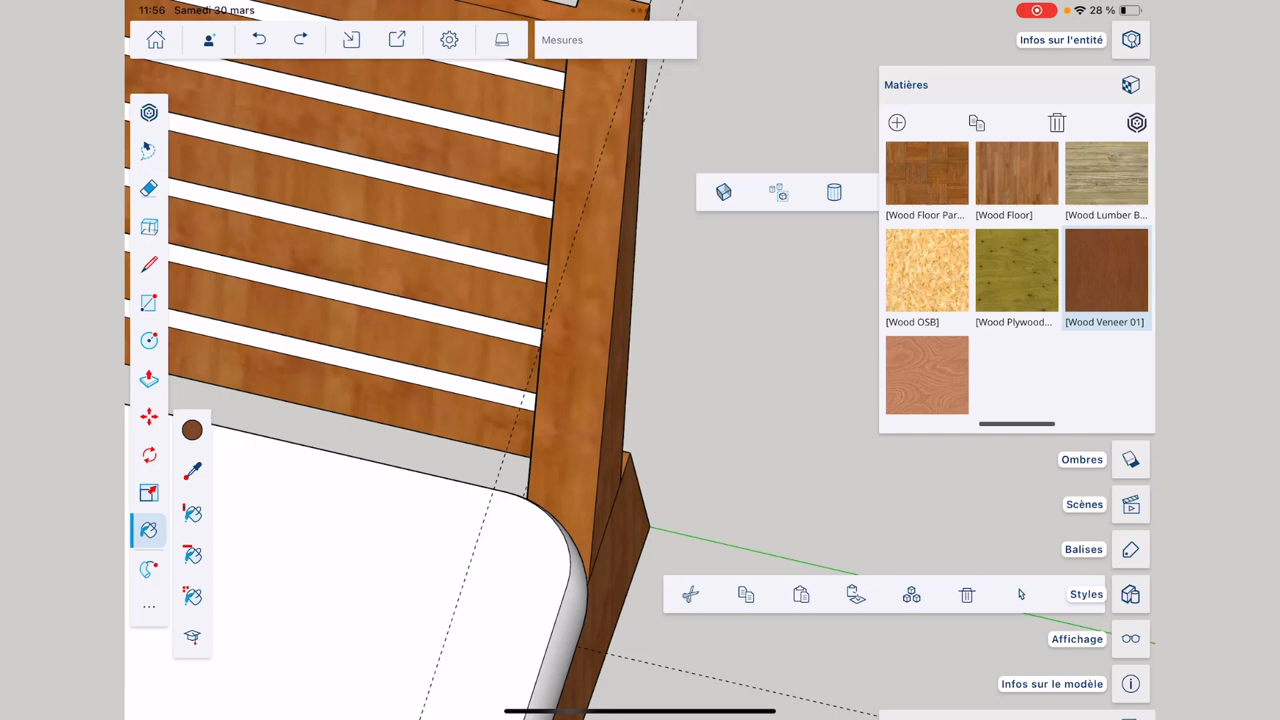 11:56 Samedi 30 mars
28 %
Mesures
Infos sur l'entité
Matières
[Wood Floor Par...
[Wood Floor]
[Wood Lumber B...
[Wood OSB]
[Wood Plywood...
[Wood Veneer 01]
Ombres
Scènes
Balises
Styles
Affichage
Infos sur le modèle